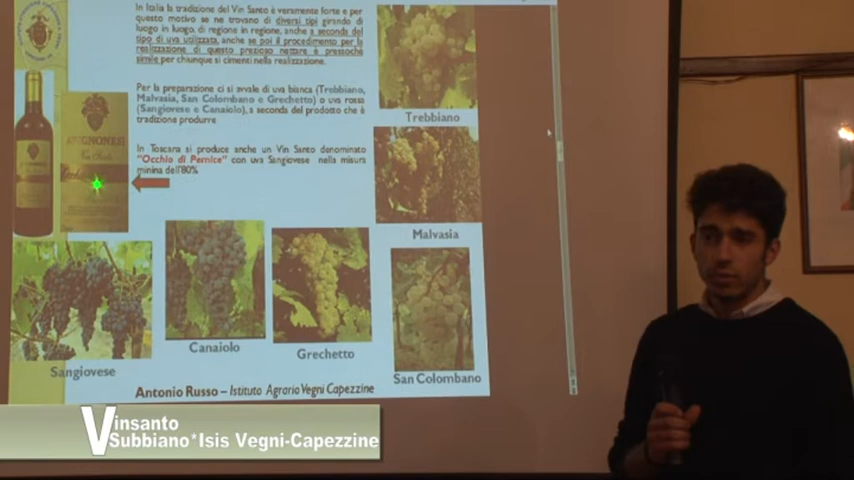 In Italia la tradizione del Vin Santo è veramente forte e per
questo motivo se ne trovano di diversi tipi girando di
luogo in luogo, di regione in regione, anche a seconda del
tipo di uva utilizzata, anche se poi il procedimento per la
realizzazione di questo prezioso nettare è pressoché
simile per chiunque si cimenti nella realizzazione.
Per la preparazione ci si avvale di uva bianca (Trebbiano,
Malvasia, San Colombano e Grechetto) o uva rossa
(Sangiovese e Canaiolo), a seconda del prodotto che è
tradizione produrre
In Toscana si produce anche un Vin Santo denominato
"Occhio di Pernice" con uva Sangiovese nella misura
minina dell'80%
AVIGNONESI
Trebbiano
Malvasia
Sangiovese
Canaiolo
Grechetto
San Colombano
Antonio Russo – Istituto Agrario Vegni Capezzine
Vinsanto
Subbiano*Isis Vegni-Capezzine